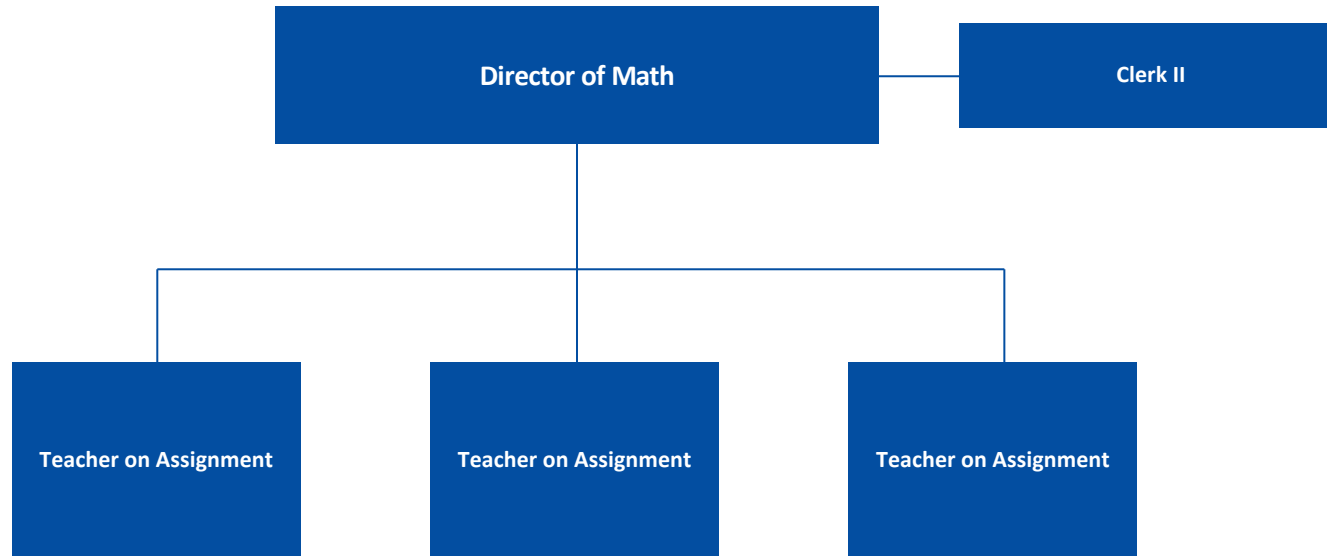 Director of Math
Clerk II
Teacher on Assignment
Teacher on Assignment
Teacher on Assignment